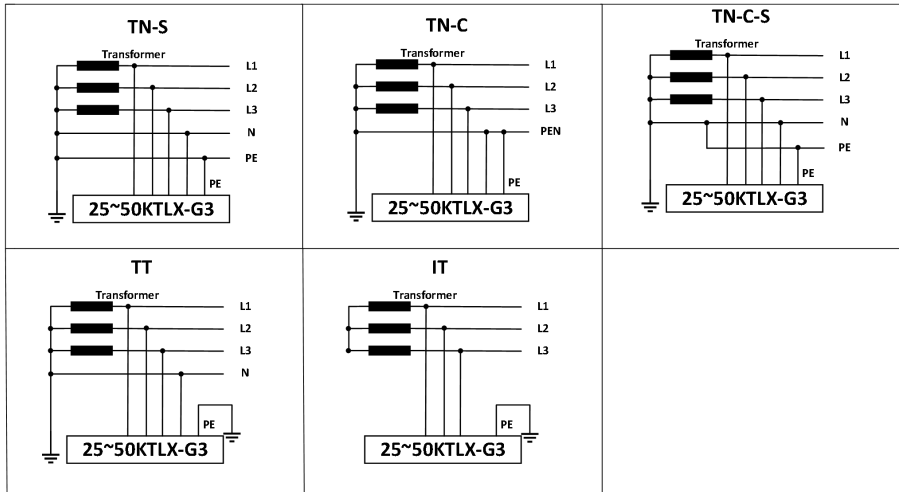 TN-S
Transformer
L1
L2
L3
N
PE
PE
25~50KTLX-G3
TN-C
Transformer
L1
L2
L3
PEN
PE
25~50KTLX-G3
TN-C-S
Transformer
L1
L2
L3
N
PE
PE
25~50KTLX-G3
TT
Transformer
L1
L2
L3
N
PE
25~50KTLX-G3
IT
Transformer
L1
L2
L3
PE
25~50KTLX-G3